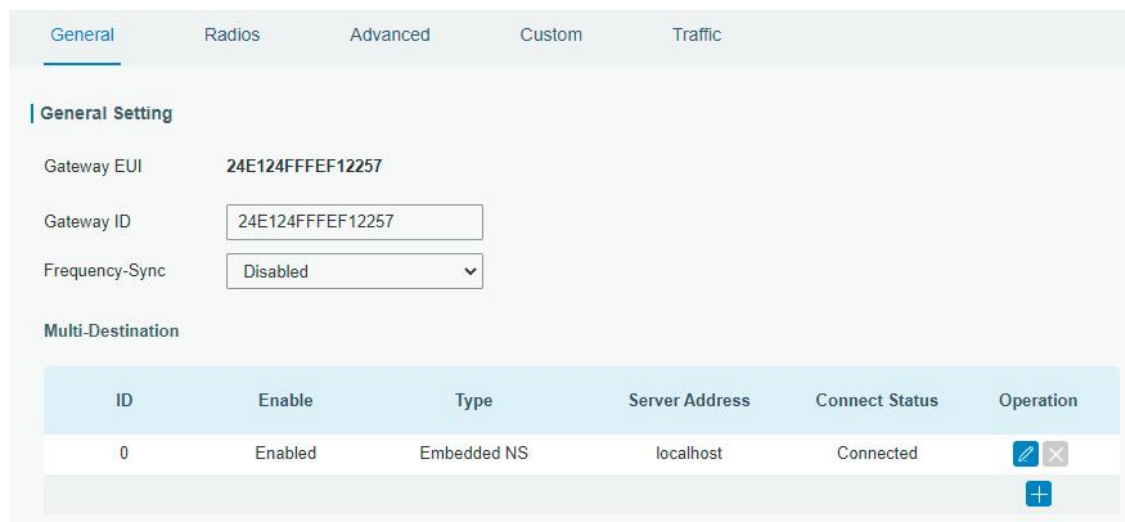 General Radios Advanced Custom Traffic
General Setting
Gateway EUI 24E124FFFEF12257
Gateway ID 24E124FFFEF12257
Frequency-Sync Disabled
Multi-Destination
ID Enable Type Server Address Connect Status Operation
0 Enabled Embedded NS localhost Connected